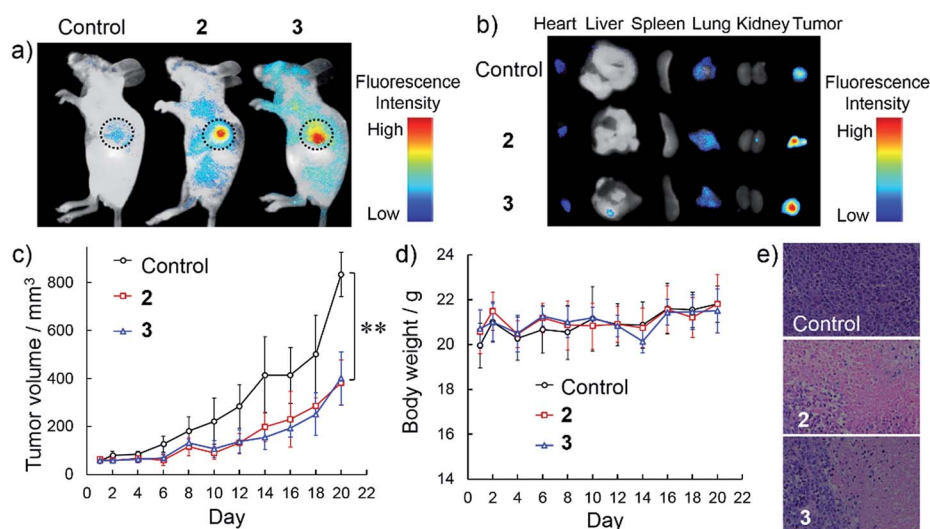 Control 2 3
a)
Fluorescence
Intensity
High
Low
b)
Heart Liver Spleen Lung Kidney Tumor
Control
2
3
Fluorescence
Intensity
High
Low
c)
Tumor volume / mm³
800
600
400
200
0
Control
2
3
**
0 2 4 6 8 10 12 14 16 18 20 22
Day
d)
Body weight / g
24
22
20
18
16
14
Control
2
3
0 2 4 6 8 10 12 14 16 18 20 22
Day
e)
Control
2
3